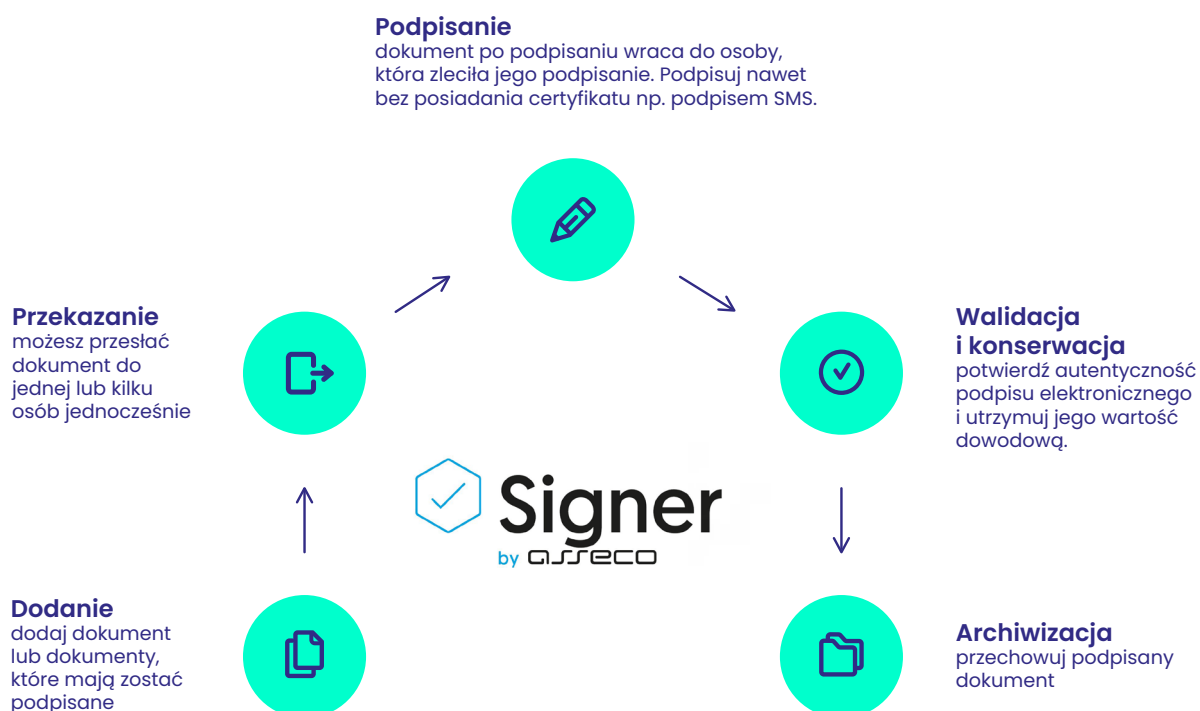 Podpisanie
dokument po podpisaniu wraca do osoby,
która zleciła jego podpisanie. Podpisuj nawet
bez posiadania certyfikatu np. podpisem SMS.
Przekazanie
możesz przesłać
dokument do
jednej lub kilku
osób jednocześnie
Walidacja
i konserwacja
potwierdź autentyczność
podpisu elektronicznego
i utrzymuj jego wartość
dowodową.
Signer
by asseco
Dodanie
dodaj dokument
lub dokumenty,
które mają zostać
podpisane
Archiwizacja
przechowuj podpisany
dokument